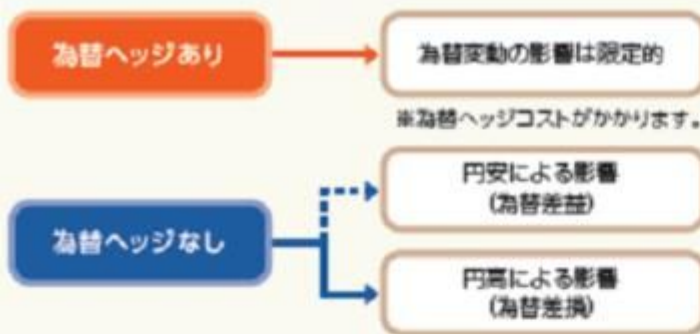 為替ヘッジあり
為替変動の影響は限定的
※為替ヘッジコストがかかります。
為替ヘッジなし
円安による影響
(為替差益)
円高による影響
(為替差損)